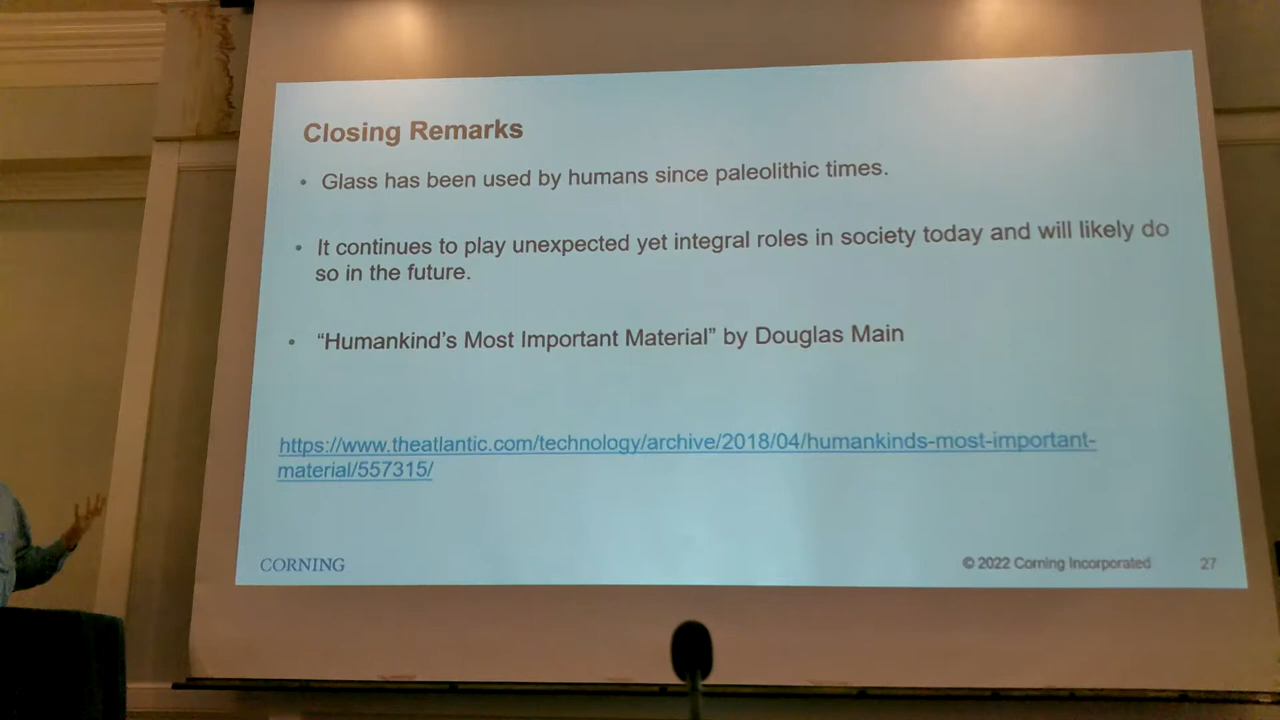 Closing Remarks
• Glass has been used by humans since paleolithic times.
• It continues to play unexpected yet integral roles in society today and will likely do
so in the future.
• “Humankind’s Most Important Material” by Douglas Main
https://www.theatlantic.com/technology/archive/2018/04/humankinds-most-important-
material/557315/
CORNING
© 2022 Corning Incorporated
27